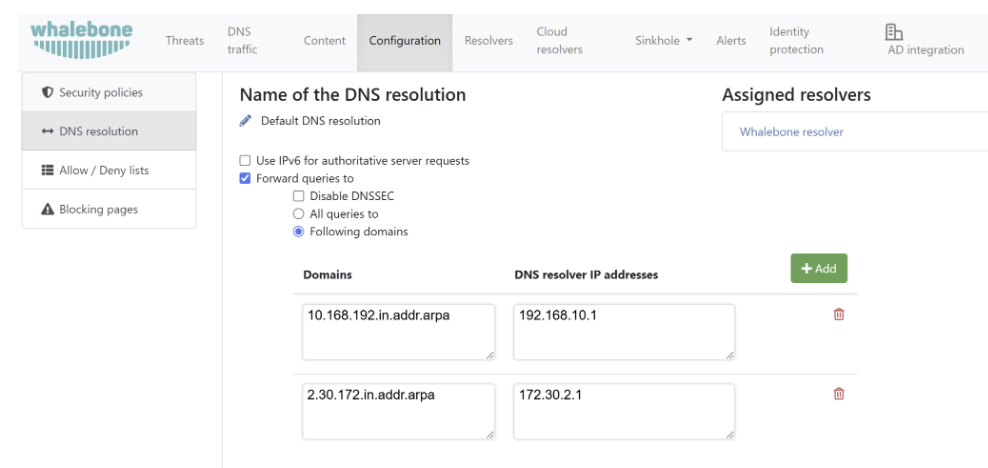 whalebone
Threats
DNS traffic
Content
Configuration
Resolvers
Cloud resolvers
Sinkhole
Alerts
Identity protection
AD integration
Security policies
DNS resolution
Allow / Deny lists
Blocking pages
Name of the DNS resolution
Default DNS resolution
Use IPv6 for authoritative server requests
Forward queries to
Disable DNSSEC
All queries to
Following domains
Assigned resolvers
Whalebone resolver
Domains
DNS resolver IP addresses
+ Add
10.168.192.in.addr.arpa
192.168.10.1
2.30.172.in.addr.arpa
172.30.2.1